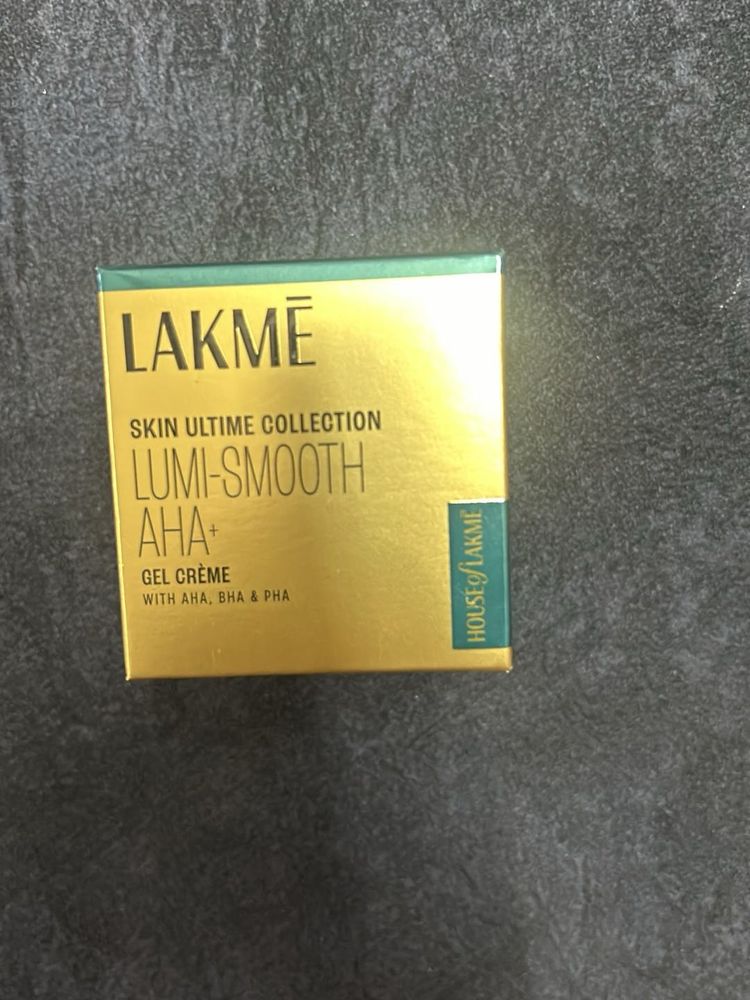 LAKMĒ
SKIN ULTIME COLLECTION
LUMI-SMOOTH
AHA+
GEL CRÈME
WITH AHA, BHA & PHA
HOUSE of LAKMĒ